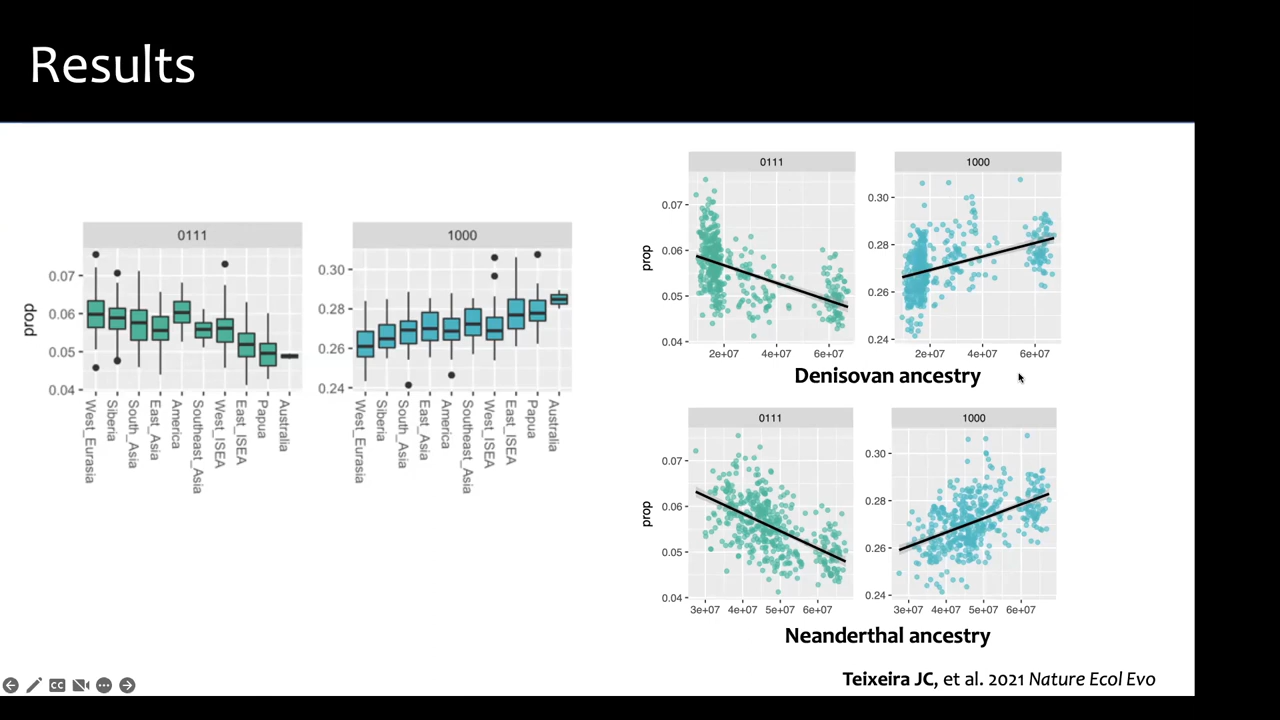 Results
0111
1000
prop
0.07
0.06
0.05
0.04
0.30
0.28
0.26
0.24
West_Eurasia
Siberia
South_Asia
East_Asia
America
Southeast_Asia
West_ISEA
East_ISEA
Papua
Australia
West_Eurasia
Siberia
South_Asia
East_Asia
America
Southeast_Asia
West_ISEA
East_ISEA
Papua
Australia
0111
1000
prop
0.07
0.06
0.05
0.04
0.30
0.28
0.26
0.24
2e+07 4e+07 6e+07
2e+07 4e+07 6e+07
Denisovan ancestry
0111
1000
prop
0.07
0.06
0.05
0.04
0.30
0.28
0.26
0.24
3e+07 4e+07 5e+07 6e+07
3e+07 4e+07 5e+07 6e+07
Neanderthal ancestry
Teixeira JC, et al. 2021 Nature Ecol Evo
CC